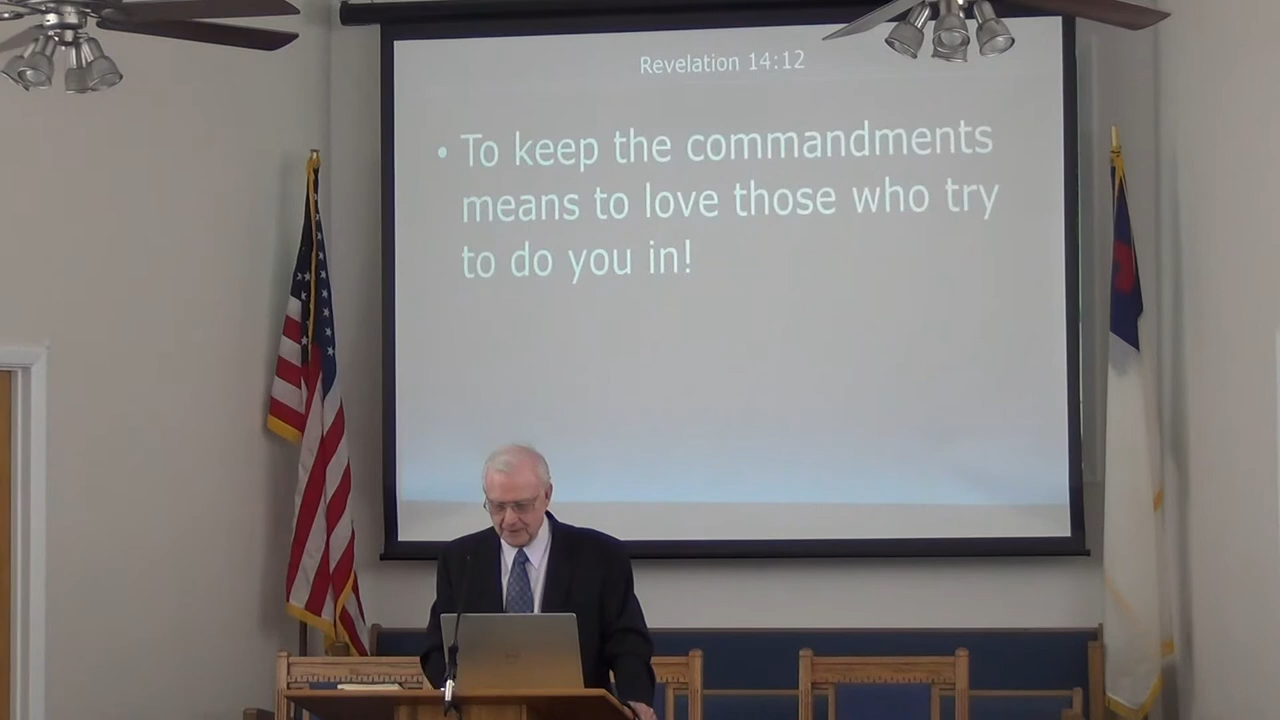 Revelation 14:12
• To keep the commandments
means to love those who try
to do you in!